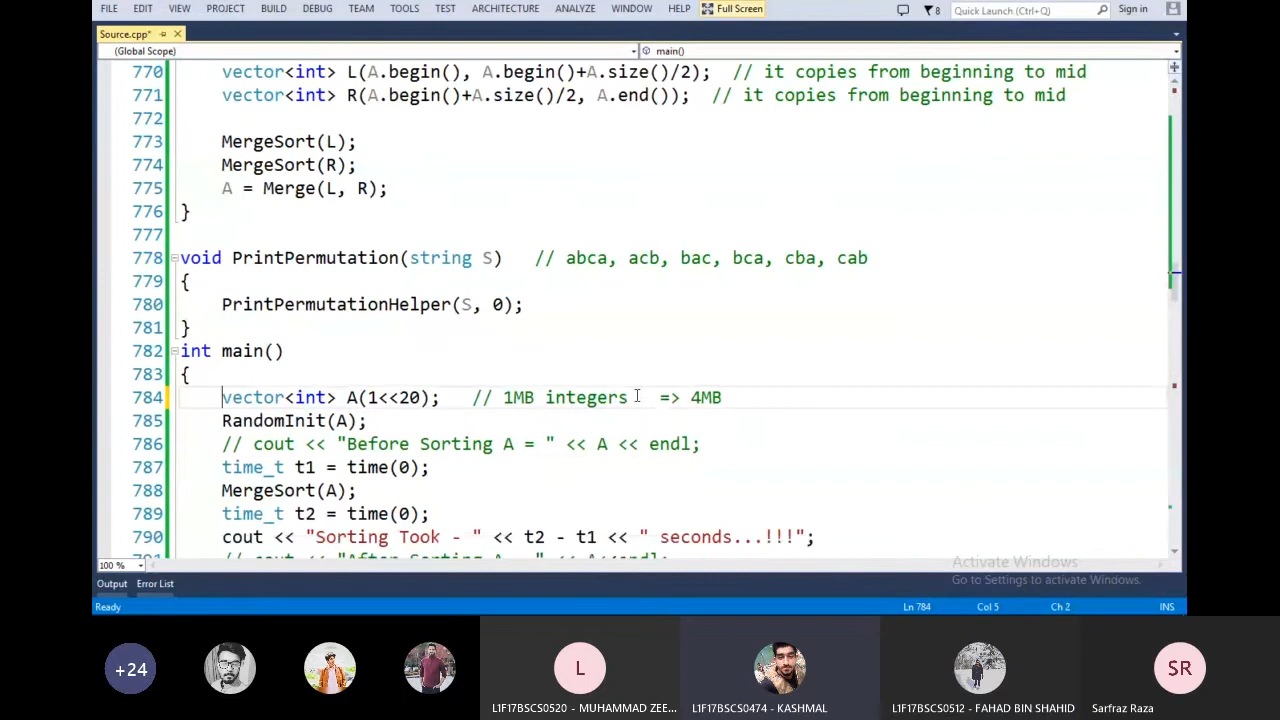 FILE EDIT VIEW PROJECT BUILD DEBUG TEAM TOOLS TEST ARCHITECTURE ANALYZE WINDOW HELP Full Screen 8 Quick Launch (Ctrl+Q) Sign in
Source.cpp*
(Global Scope) main()
770 vector<int> L(A.begin(), A.begin()+A.size()/2); // it copies from beginning to mid
771 vector<int> R(A.begin()+A.size()/2, A.end()); // it copies from beginning to mid
772
773 MergeSort(L);
774 MergeSort(R);
775 A = Merge(L, R);
776 }
777
778 void PrintPermutation(string S) // abca, acb, bac, bca, cba, cab
779 {
780 PrintPermutationHelper(S, 0);
781 }
782 int main()
783 {
784 vector<int> A(1<<20); // 1MB integers => 4MB
785 RandomInit(A);
786 // cout << "Before Sorting A = " << A << endl;
787 time_t t1 = time(0);
788 MergeSort(A);
789 time_t t2 = time(0);
790 cout << "Sorting Took - " << t2 - t1 << " seconds...!!!";
791 // cout << "After Sorting A = " << A<<endl;
Activate Windows
Go to Settings to activate Windows.
100 %
Output Error List
Ready Ln 784 Col 5 Ch 2 INS
+24 L SR
L1F17BSCS0520 - MUHAMMAD ZEE... L1F17BSCS0474 - KASHMAL L1F17BSCS0512 - FAHAD BIN SHAHID Sarfraz Raza